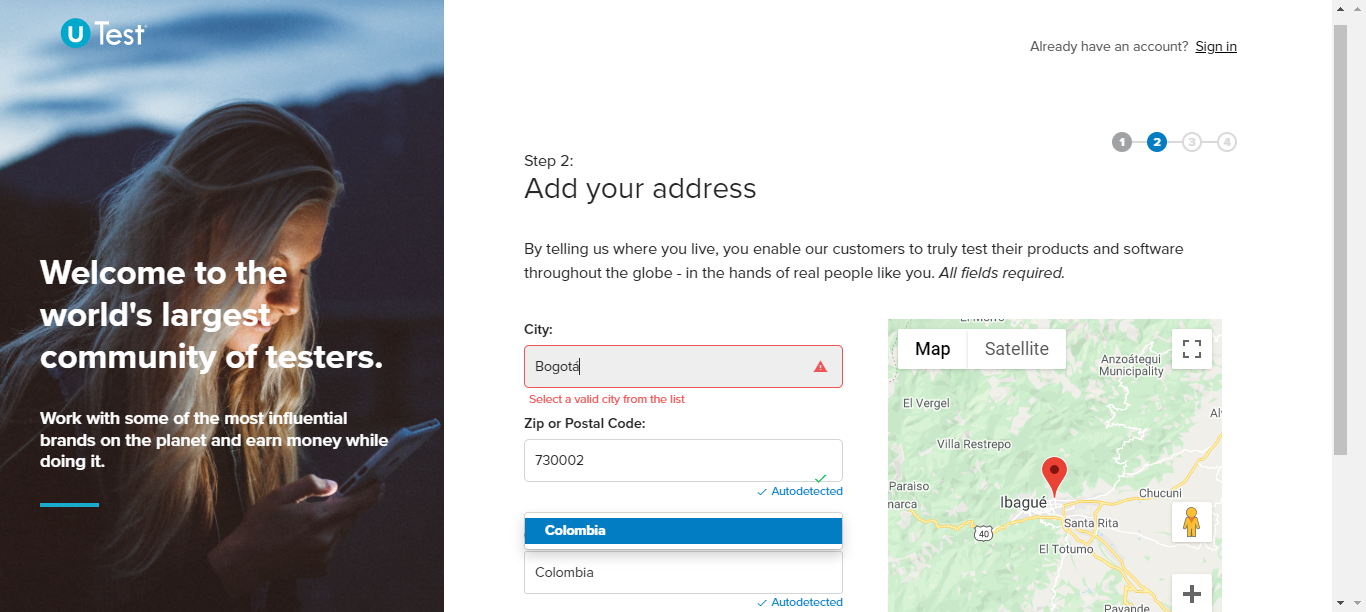 U Test
Already have an account? Sign in
1 2 3 4
Step 2:
Add your address
Welcome to the
world's largest
community of testers.
Work with some of the most influential
brands on the planet and earn money while
doing it.
By telling us where you live, you enable our customers to truly test their products and software
throughout the globe - in the hands of real people like you. All fields required.
City:
Bogotá
Select a valid city from the list
Zip or Postal Code:
730002
Autodetected
Colombia
Colombia
Autodetected
Map
Satellite
Anzoátegui
Municipality
El Vergel
Villa Restrepo
Paraiso
Ibagué
Chucuni
Santa Rita
40
El Totumo